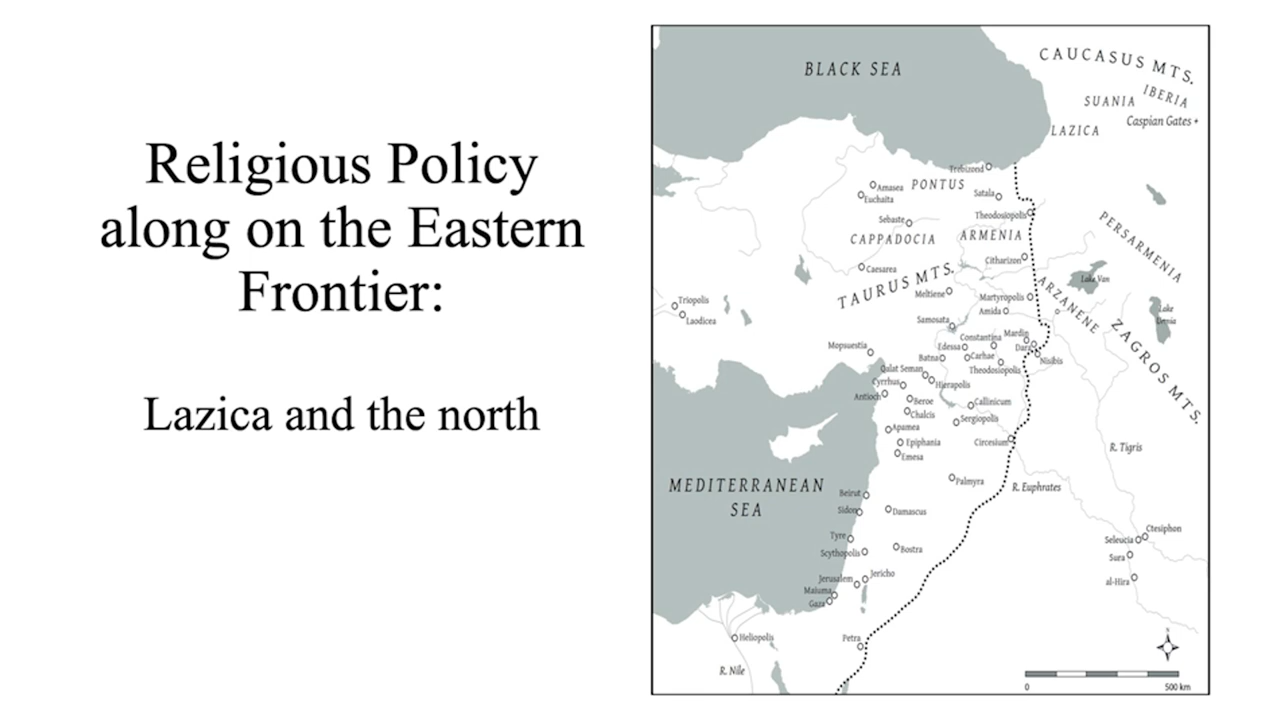 Religious Policy
along on the Eastern
Frontier:
Lazica and the north
BLACK SEA
CAUCASUS MTS.
IBERIA
SUANIA
Caspian Gates
LAZICA
Trebizond
PONTUS
Amasea
Euchaita
Satala
Theodosiopolis
Sebaste
CAPPADOCIA
ARMENIA
PERSARMENIA
Citharizon
Caesarea
TAURUS MTS.
Lake Van
Meltiene
Martyropolis
ARZANENE
Triopolis
Laodicea
Amida
Lake
Samosata
ZAGROS MTS.
Constantina
Mardin
Mopsuestia
Edessa
Dara
Batna
Carhae
Nisibis
Theodosiopolis
Qalat Seman
Cyrrhus
Hierapolis
Antioch
Beroe
Callinicum
Chalcis
Sergiopolis
Apamea
Epiphania
Circesium
Emesa
R. Tigris
MEDITERRANEAN
SEA
Palmyra
R. Euphrates
Beirut
Sidon
Damascus
Tyre
Ctesiphon
Seleucia
Scythopolis
Bostra
Sura
Jerusalem
Jericho
al-Hira
Maiuma
Gaza
Heliopolis
Petra
R. Nile
N
0
500 km